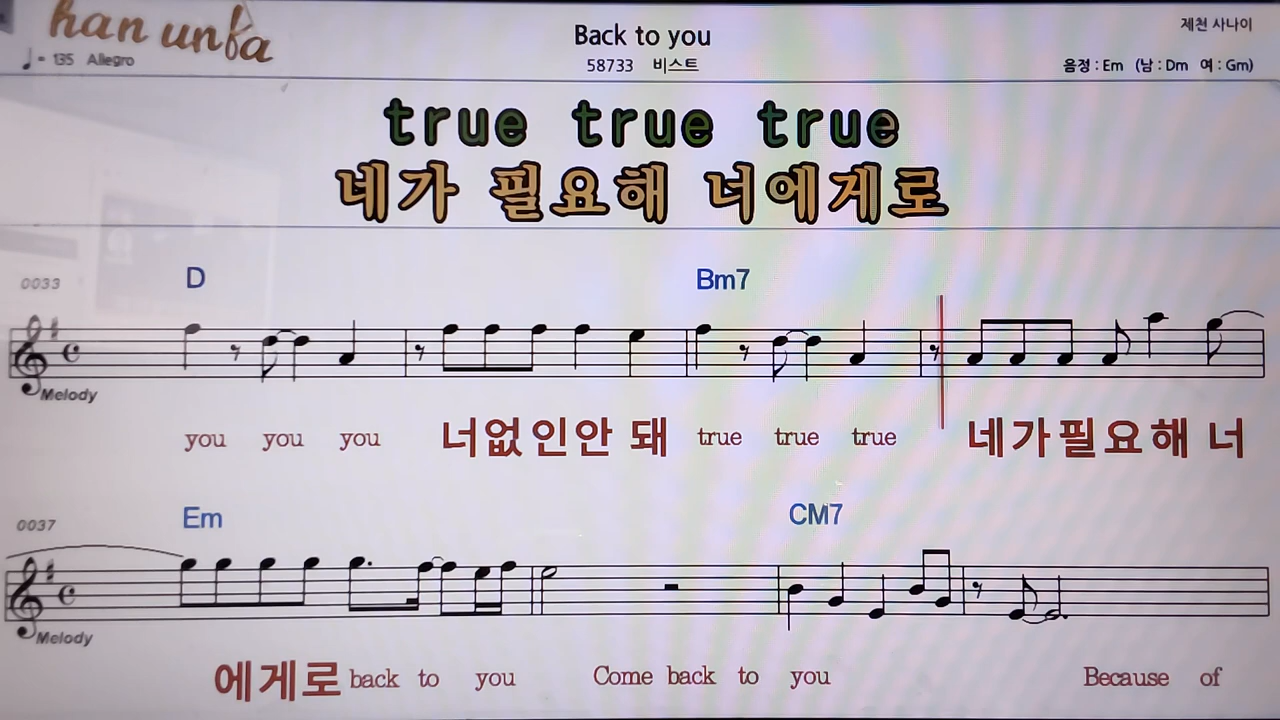 han unfa
Back to you
제천 사나이
♩= 135 Allegro
58733 비스트
음정 : Em (남 : Dm 여 : Gm)
true true true
네가 필요해 너에게로
0033
D
Bm7
Melody
you you you 너없인안 돼 true true true 네가필요해 너
0037
Em
CM7
Melody
에게로 back to you Come back to you Because of